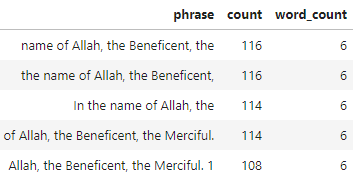 phrase count word_count
name of Allah, the Beneficent, the 116 6
the name of Allah, the Beneficent, 116 6
In the name of Allah, the 114 6
of Allah, the Beneficent, the Merciful. 114 6
Allah, the Beneficent, the Merciful. 1 108 6